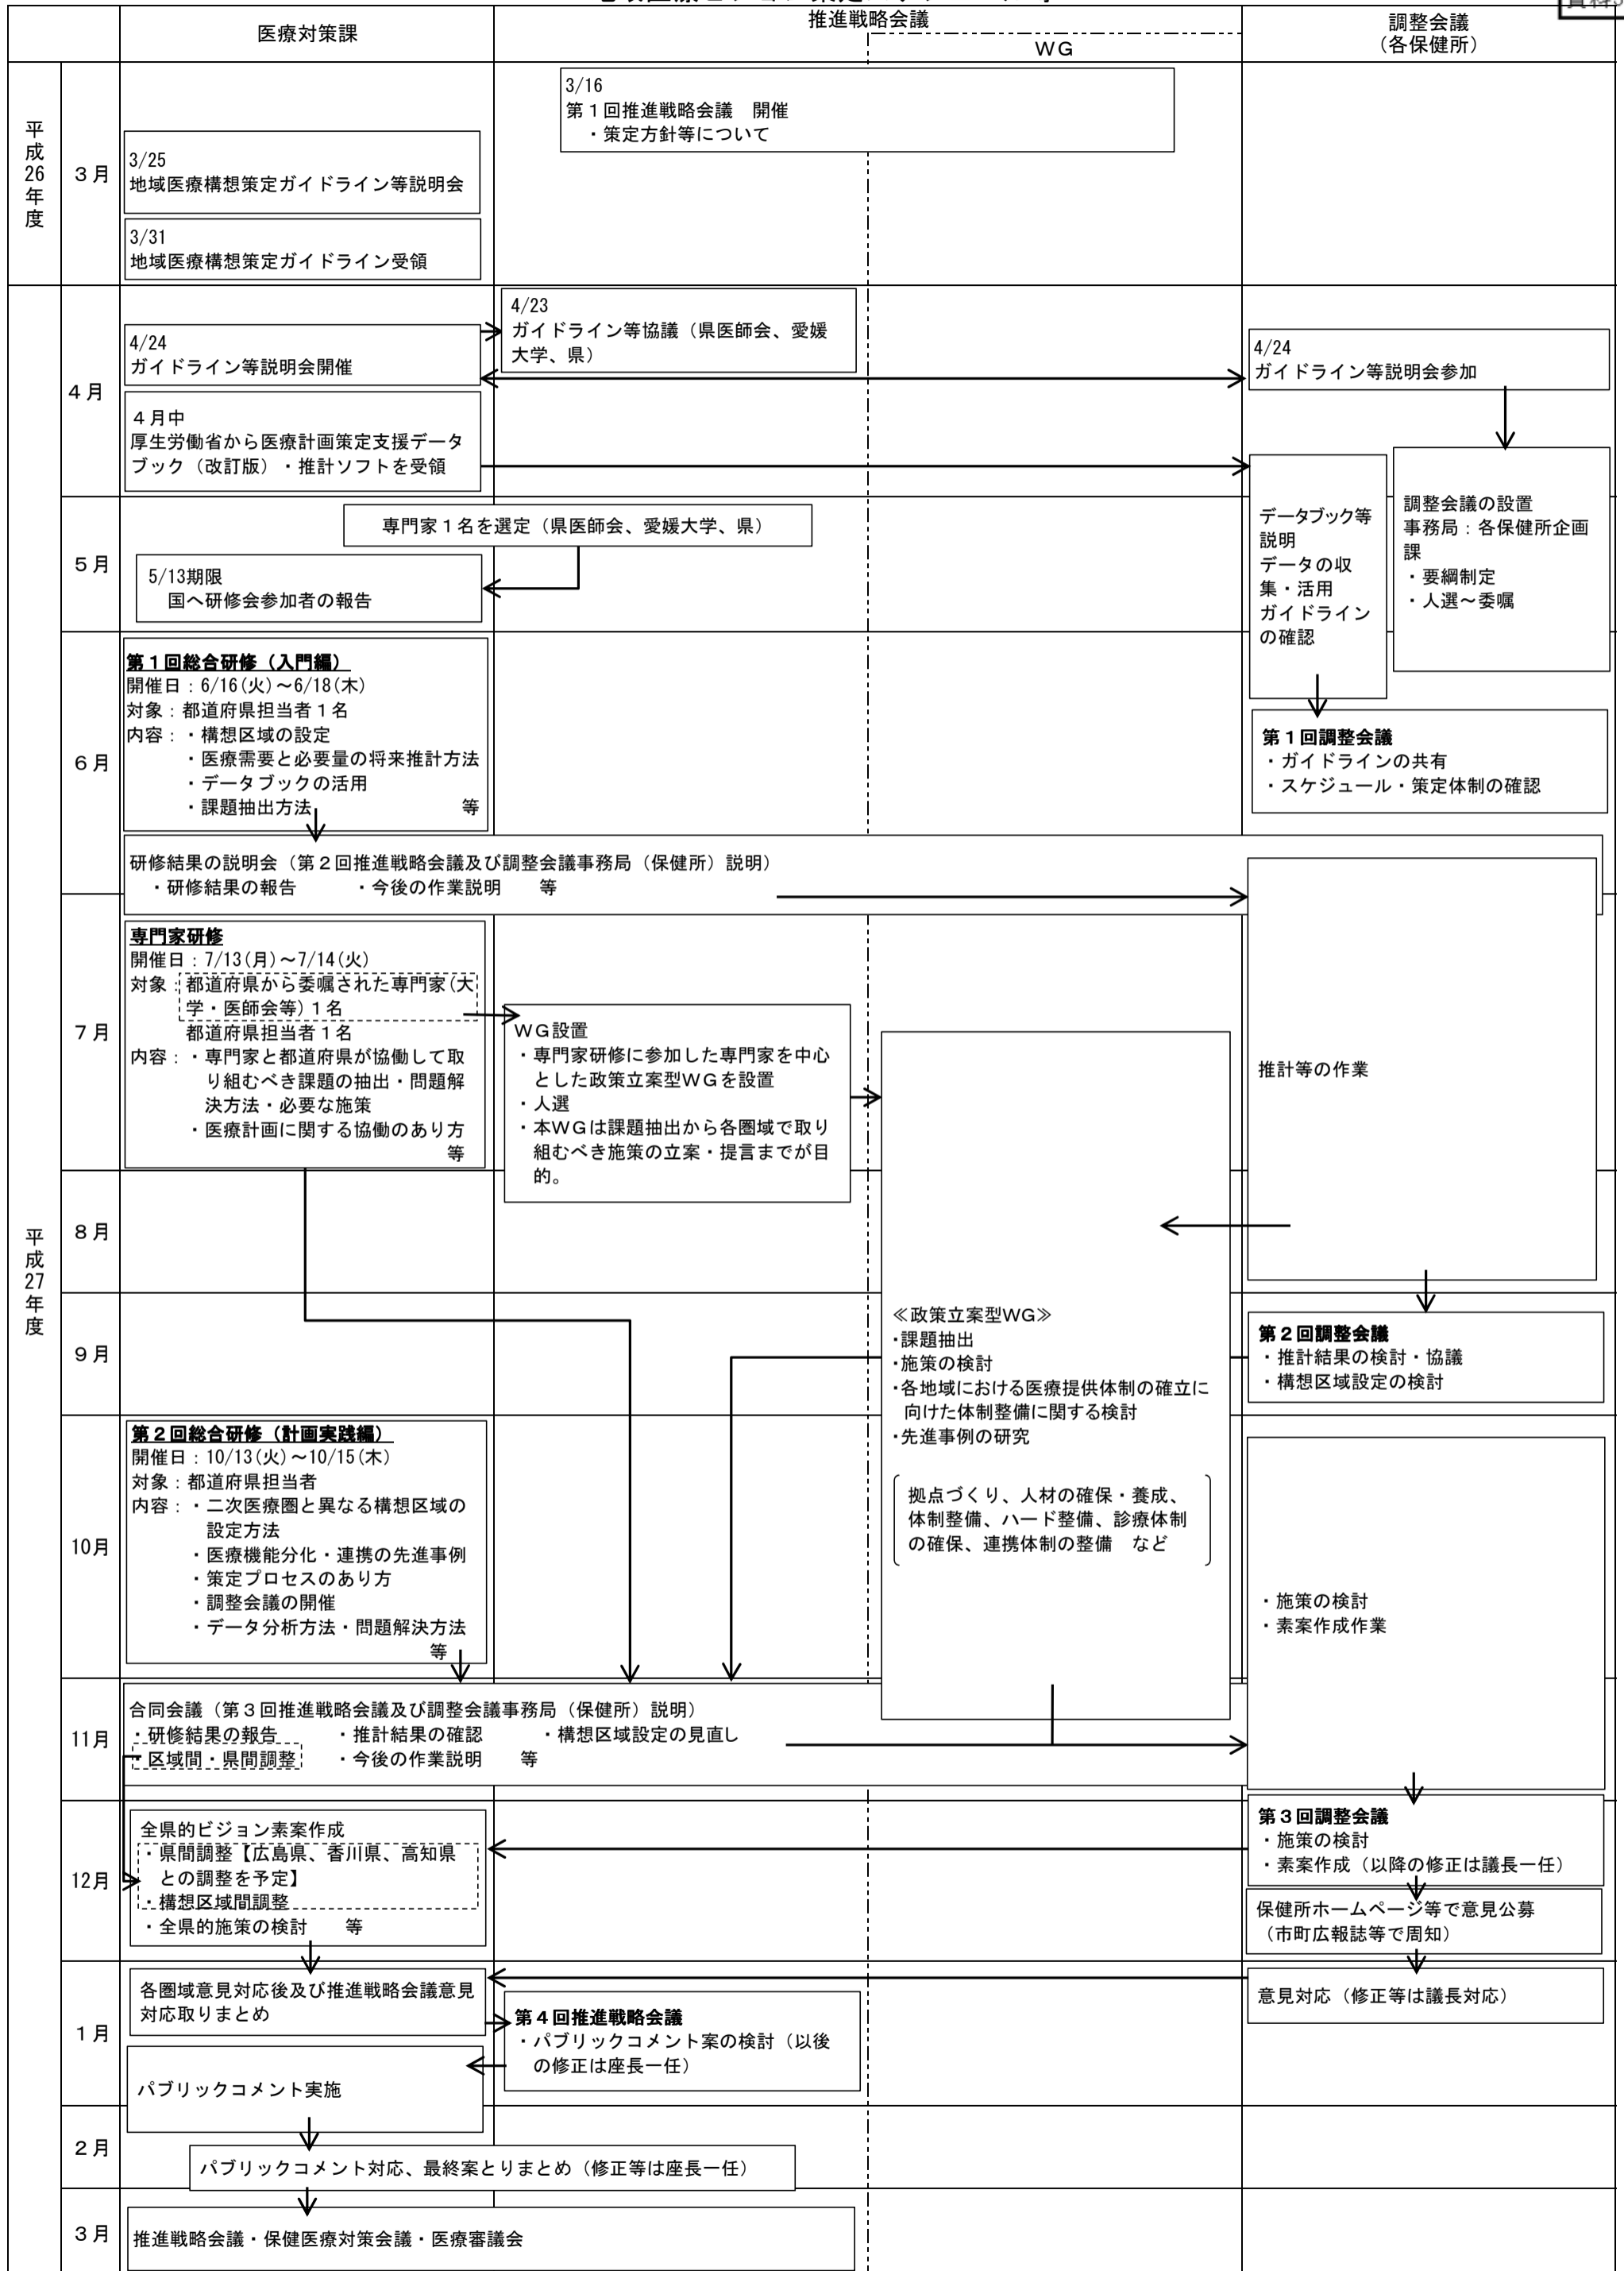 推進戦略会議
医療対策課
ＷＧ
調整会議
（各保健所）
平成26年度
３月
3/16
第１回推進戦略会議　開催
・策定方針等について
3/25
地域医療構想策定ガイドライン等説明会
3/31
地域医療構想策定ガイドライン受領
平成27年度
４月
4/23
ガイドライン等協議（県医師会、愛媛
大学、県）
4/24
ガイドライン等説明会開催
4/24
ガイドライン等説明会参加
４月中
厚生労働省から医療計画策定支援データ
ブック（改訂版）・推計ソフトを受領
データブック等
説明
データの収
集・活用
ガイドライン
の確認
調整会議の設置
事務局：各保健所企画
課
・要綱制定
・人選～委嘱
５月
専門家１名を選定（県医師会、愛媛大学、県）
5/13期限
国へ研修会参加者の報告
６月
第１回総合研修（入門編）
開催日：6/16(火)～6/18(木)
対象：都道府県担当者１名
内容：・構想区域の設定
・医療需要と必要量の将来推計方法
・データブックの活用
・課題抽出方法　　　　　　　　等
第１回調整会議
・ガイドラインの共有
・スケジュール・策定体制の確認
研修結果の説明会（第２回推進戦略会議及び調整会議事務局（保健所）説明）
・研修結果の報告　　　・今後の作業説明　　等
７月
専門家研修
開催日：7/13(月)～7/14(火)
対象：都道府県から委嘱された専門家(大
学・医師会等)１名
都道府県担当者１名
内容：・専門家と都道府県が協働して取
り組むべき課題の抽出・問題解
決方法・必要な施策
・医療計画に関する協働のあり方
等
ＷＧ設置
・専門家研修に参加した専門家を中心
とした政策立案型ＷＧを設置
・人選
・本ＷＧは課題抽出から各圏域で取り
組むべき施策の立案・提言までが目
的。
推計等の作業
８月
９月
≪政策立案型ＷＧ≫
・課題抽出
・施策の検討
・各地域における医療提供体制の確立に
向けた体制整備に関する検討
・先進事例の研究
拠点づくり、人材の確保・養成、
体制整備、ハード整備、診療体制
の確保、連携体制の整備　など
第２回調整会議
・推計結果の検討・協議
・構想区域設定の検討
10月
第２回総合研修（計画実践編）
開催日：10/13(火)～10/15(木)
対象：都道府県担当者
内容：・二次医療圏と異なる構想区域の
設定方法
・医療機能分化・連携の先進事例
・策定プロセスのあり方
・調整会議の開催
・データ分析方法・問題解決方法
等
・施策の検討
・素案作成作業
11月
合同会議（第３回推進戦略会議及び調整会議事務局（保健所）説明）
・研修結果の報告　　　・推計結果の確認　　　・構想区域設定の見直し
・区域間・県間調整　　・今後の作業説明　　等
12月
全県的ビジョン素案作成
・県間調整【広島県、香川県、高知県
との調整を予定】
・構想区域間調整
・全県的施策の検討　　等
第３回調整会議
・施策の検討
・素案作成（以降の修正は議長一任）
保健所ホームページ等で意見公募
（市町広報誌等で周知）
１月
各圏域意見対応後及び推進戦略会議意見
対応取りまとめ
第４回推進戦略会議
・パブリックコメント案の検討（以後
の修正は座長一任）
意見対応（修正等は議長対応）
パブリックコメント実施
２月
パブリックコメント対応、最終案とりまとめ（修正等は座長一任）
３月
推進戦略会議・保健医療対策会議・医療審議会